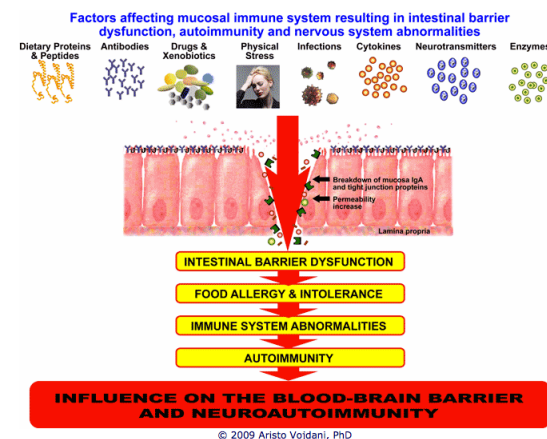 Factors affecting mucosal immune system resulting in intestinal barrier
dysfunction, autoimmunity and nervous system abnormalities
Dietary Proteins
& Peptides
Antibodies
Drugs &
Xenobiotics
Physical
Stress
Infections
Cytokines
Neurotransmitters
Enzymes
Breakdown of mucosa IgA
and tight junction propteins
Permeability
increase
Lamina propria
INTESTINAL BARRIER DYSFUNCTION
FOOD ALLERGY & INTOLERANCE
IMMUNE SYSTEM ABNORMALITIES
AUTOIMMUNITY
INFLUENCE ON THE BLOOD-BRAIN BARRIER
AND NEUROAUTOIMMUNITY
© 2009 Aristo Vojdani, PhD